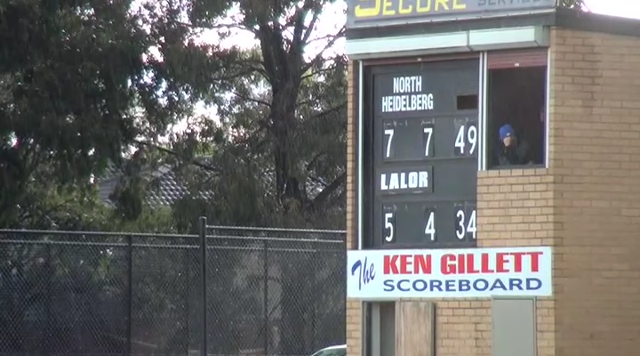 SECURE
NORTH
HEIDELBERG
7 7 49
LALOR
5 4 34
The KEN GILLETT
SCOREBOARD